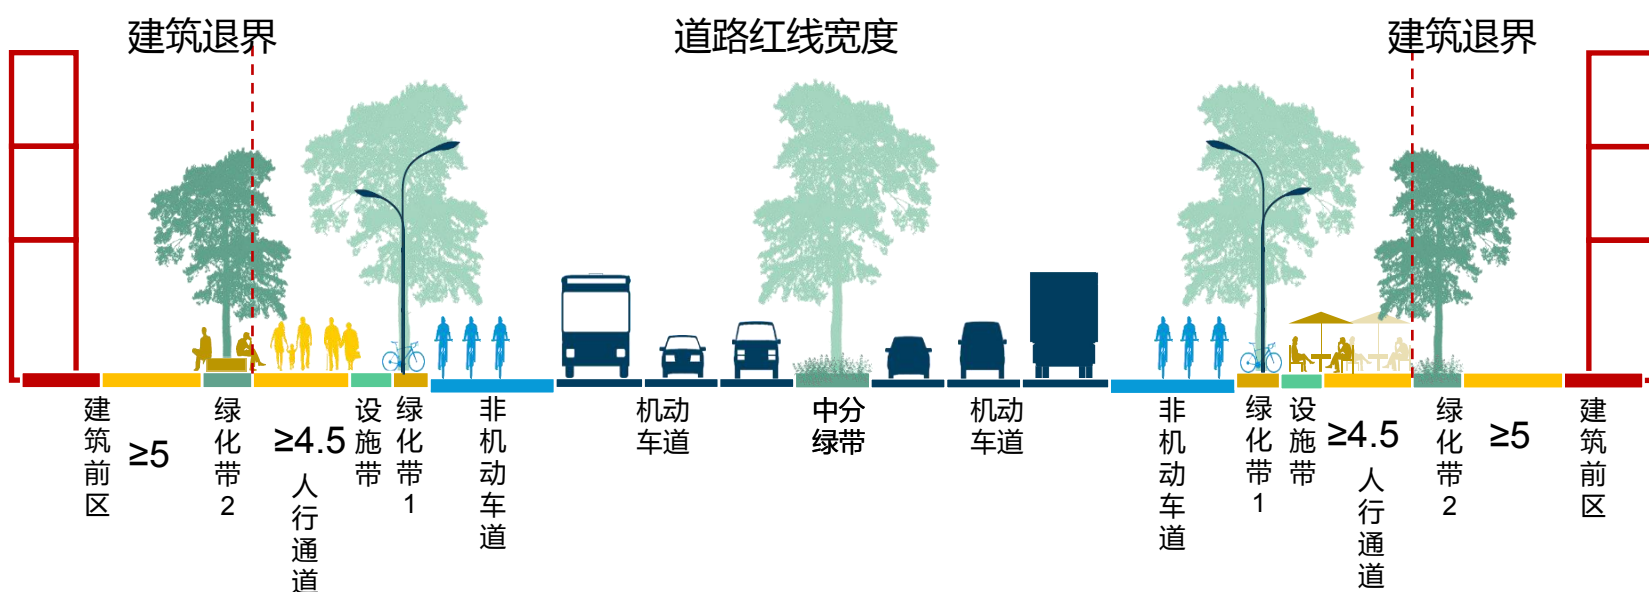 建筑退界
道路红线宽度
建筑退界
建筑前区
≥5
绿化带2
≥4.5
人行通道
设施带
绿化带1
非机动车道
机动
车道
中分
绿带
机动
车道
非机动车道
绿化带1
设施带
≥4.5
人行通道
绿化带2
≥5
建筑前区